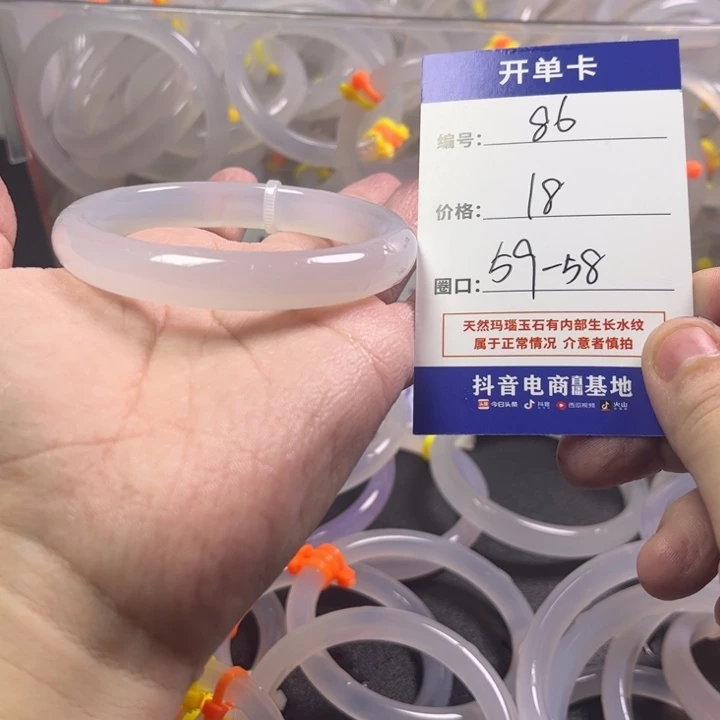 开单卡
编号: 86
价格: 18
圈口: 59-58
天然玛瑙玉石有内部生长水纹
属于正常情况 介意者慎拍
抖音电商直播基地
今日头条 抖音 西瓜视频 火山